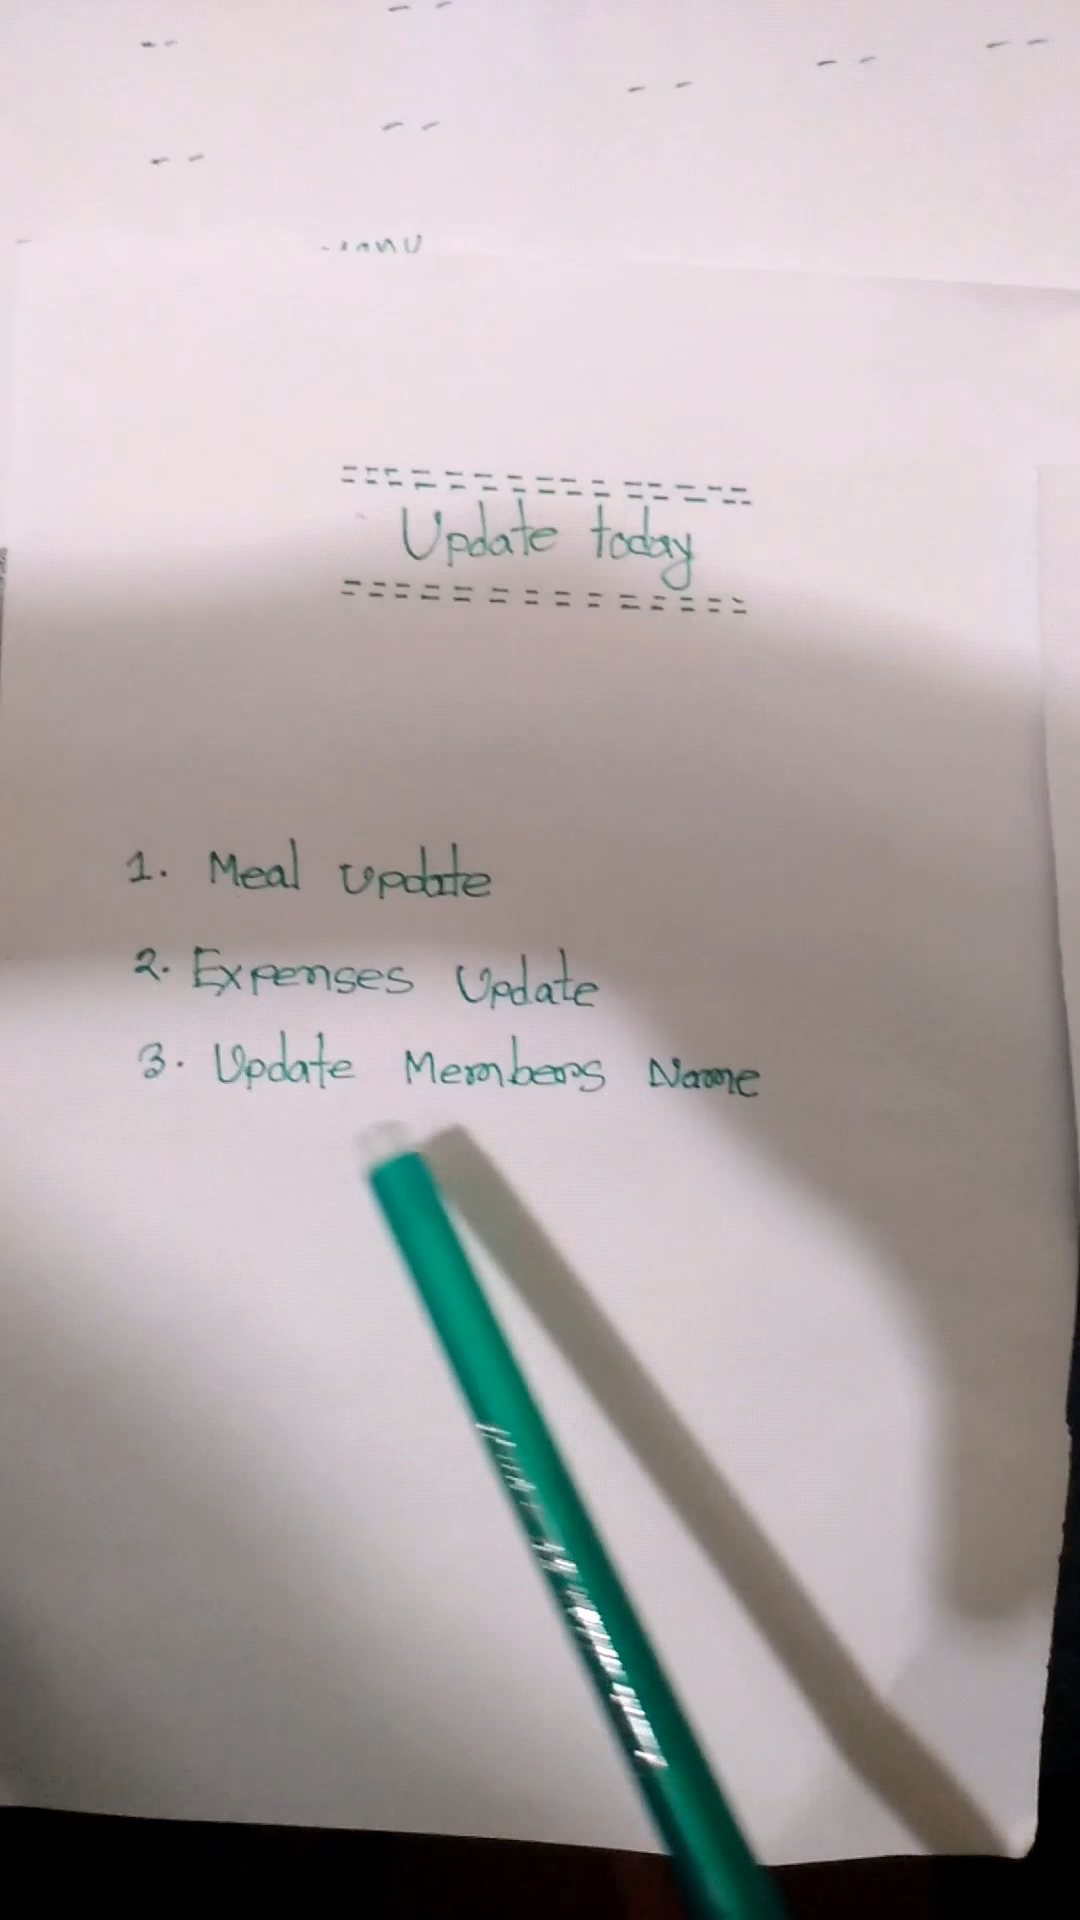 Update today
1. Meal update
2. Expenses Update
3. Update Members Name